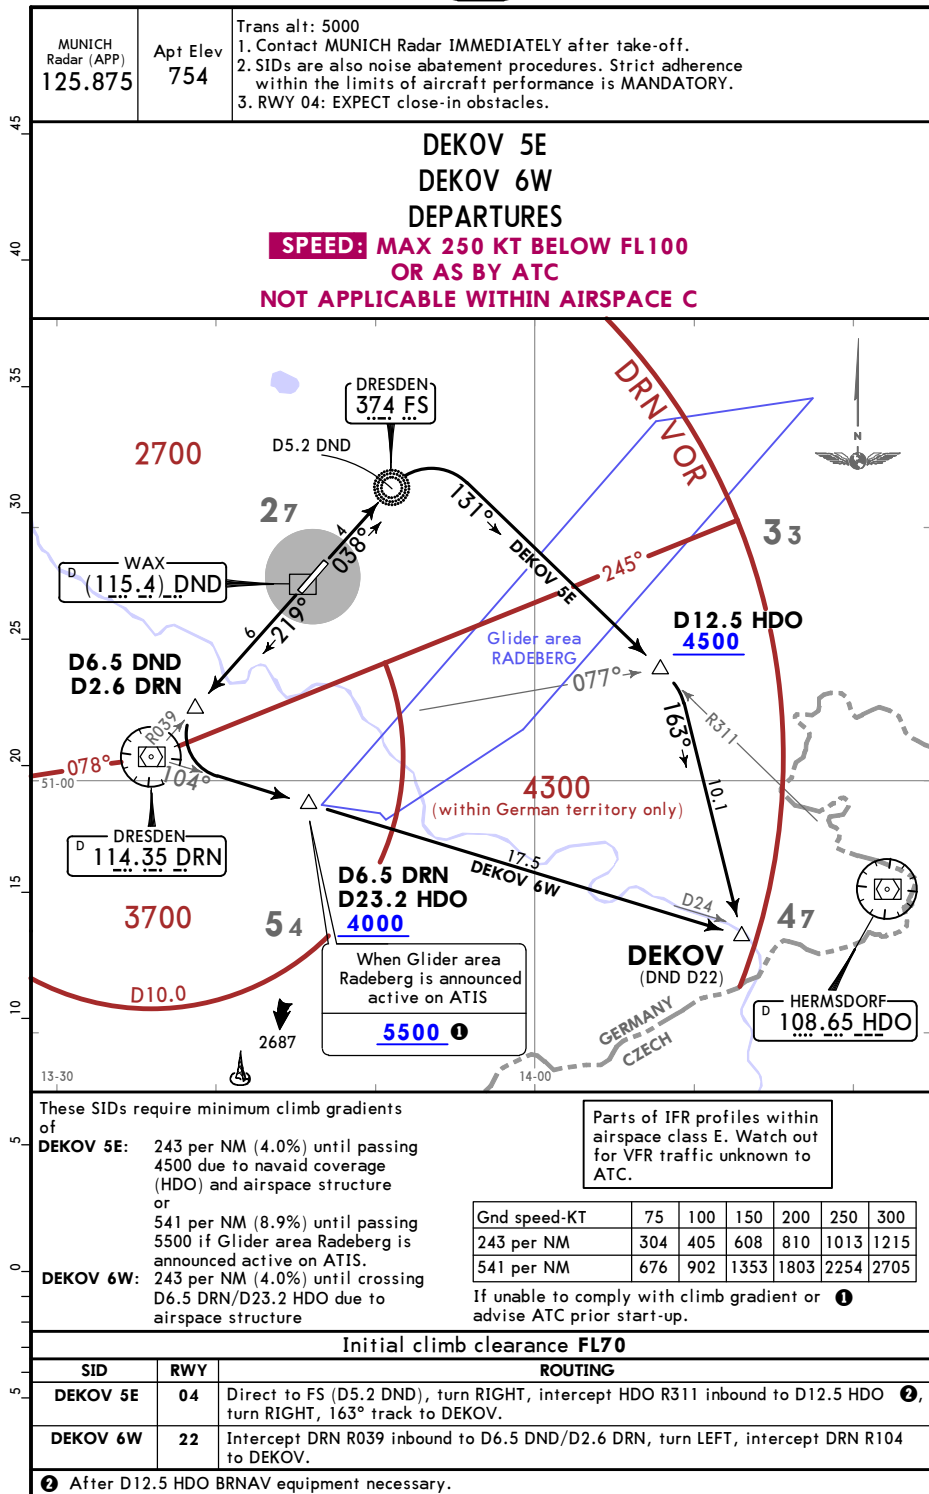 MUNICH
Radar (APP)
125.875
Apt Elev
754
Trans alt: 5000
1. Contact MUNICH Radar IMMEDIATELY after take-off.
2. SIDs are also noise abatement procedures. Strict adherence
within the limits of aircraft performance is MANDATORY.
3. RWY 04: EXPECT close-in obstacles.
DEKOV 5E
DEKOV 6W
DEPARTURES
SPEED: MAX 250 KT BELOW FL100
OR AS BY ATC
NOT APPLICABLE WITHIN AIRSPACE C
45
40
35
30
25
20
15
10
5
0
5
DRN VOR
DRESDEN
374 FS
D5.2 DND
2700
27
N
33
131°
DEKOV 5E
4
038°
245°
WAX
D (115.4) DND
219°
6
D12.5 HDO
4500
Glider area
RADEBERG
D6.5 DND
D2.6 DRN
077°
R039
163°
R311
078°
51-00
104°
4300
(within German territory only)
10.1
DRESDEN
D 114.35 DRN
17.5
DEKOV 6W
D6.5 DRN
D23.2 HDO
4000
D24
3700
54
47
DEKOV
(DND D22)
When Glider area
Radeberg is announced
active on ATIS
5500 ❶
D10.0
HERMSDORF
D 108.65 HDO
GERMANY
CZECH
2687
13-30
14-00
These SIDs require minimum climb gradients
of
DEKOV 5E: 243 per NM (4.0%) until passing
4500 due to navaid coverage
(HDO) and airspace structure
or
541 per NM (8.9%) until passing
5500 if Glider area Radeberg is
announced active on ATIS.
DEKOV 6W: 243 per NM (4.0%) until crossing
D6.5 DRN/D23.2 HDO due to
airspace structure
Parts of IFR profiles within
airspace class E. Watch out
for VFR traffic unknown to
ATC.
Gnd speed-KT 75 100 150 200 250 300
243 per NM 304 405 608 810 1013 1215
541 per NM 676 902 1353 1803 2254 2705
If unable to comply with climb gradient or ❶
advise ATC prior start-up.
Initial climb clearance FL70
SID RWY ROUTING
DEKOV 5E 04 Direct to FS (D5.2 DND), turn RIGHT, intercept HDO R311 inbound to D12.5 HDO ❷,
turn RIGHT, 163° track to DEKOV.
DEKOV 6W 22 Intercept DRN R039 inbound to D6.5 DND/D2.6 DRN, turn LEFT, intercept DRN R104
to DEKOV.
❷ After D12.5 HDO BRNAV equipment necessary.